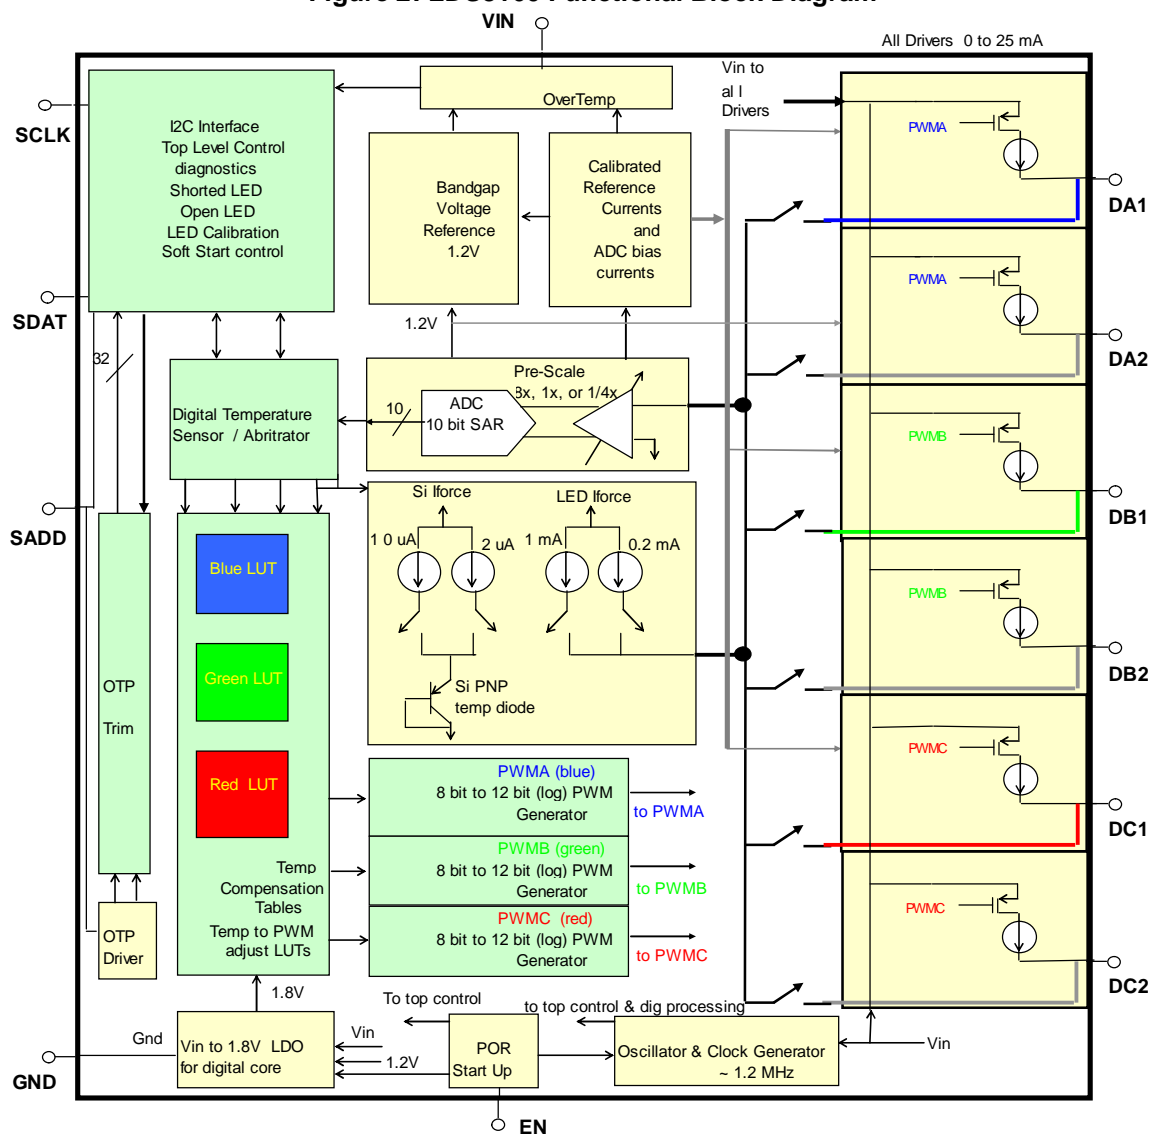 VIN
All Drivers 0 to 25 mA
SCLK
I2C Interface
Top Level Control
diagnostics
Shorted LED
Open LED
LED Calibration
Soft Start control
OverTemp
Vin to
al l
Drivers
Bandgap
Voltage
Reference
1.2V
Calibrated
Reference
Currents
and
ADC bias
currents
PWMA
DA1
SDAT
1.2V
PWMA
DA2
32
Digital Temperature
Sensor / Abritrator
10
Pre-Scale
8x, 1x, or 1/4x
ADC
10 bit SAR
PWMB
DB1
SADD
Si Iforce
LED Iforce
1 0 uA
2 uA
1 mA
0.2 mA
Si PNP
temp diode
PWMB
DB2
Blue LUT
Green LUT
Red LUT
OTP
Trim
PWMC
DC1
PWMA (blue)
8 bit to 12 bit (log) PWM
Generator
to PWMA
PWMB (green)
8 bit to 12 bit (log) PWM
Generator
to PWMB
PWMC (red)
8 bit to 12 bit (log) PWM
Generator
to PWMC
Temp
Compensation
Tables
Temp to PWM
adjust LUTs
PWMC
DC2
OTP
Driver
1.8V
To top control
to top control & dig processing
Gnd
Vin to 1.8V LDO
for digital core
Vin
1.2V
POR
Start Up
Oscillator & Clock Generator
~ 1.2 MHz
Vin
GND
EN